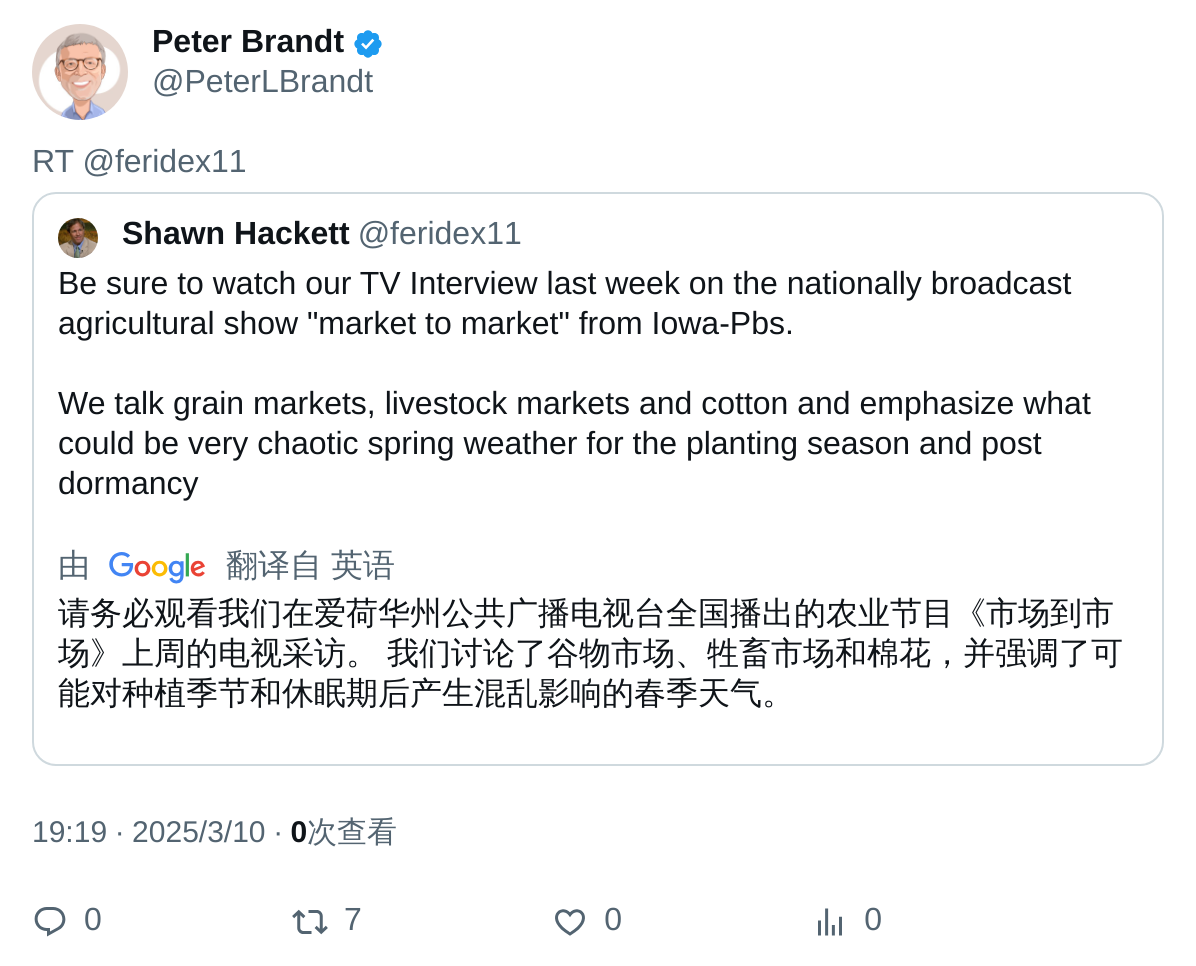 Peter Brandt
@PeterLBrandt
RT @feridex11
Shawn Hackett @feridex11
Be sure to watch our TV Interview last week on the nationally broadcast
agricultural show "market to market" from Iowa-Pbs.
We talk grain markets, livestock markets and cotton and emphasize what
could be very chaotic spring weather for the planting season and post
dormancy
由 Google 翻译自 英语
请务必观看我们在爱荷华州公共广播电视台全国播出的农业节目《市场到市
场》上周的电视采访。 我们讨论了谷物市场、牲畜市场和棉花，并强调了可
能对种植季节和休眠期后产生混乱影响的春季天气。
19:19 · 2025/3/10 · 0次查看
0 7 0 0